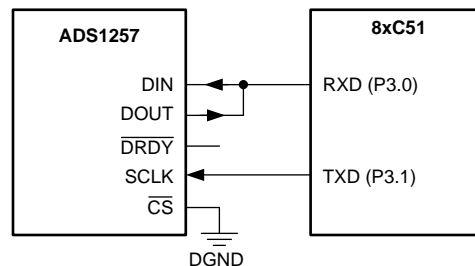 ADS1257
8xC51
DIN
RXD (P3.0)
DOUT
DRDY
SCLK
TXD (P3.1)
CS
DGND